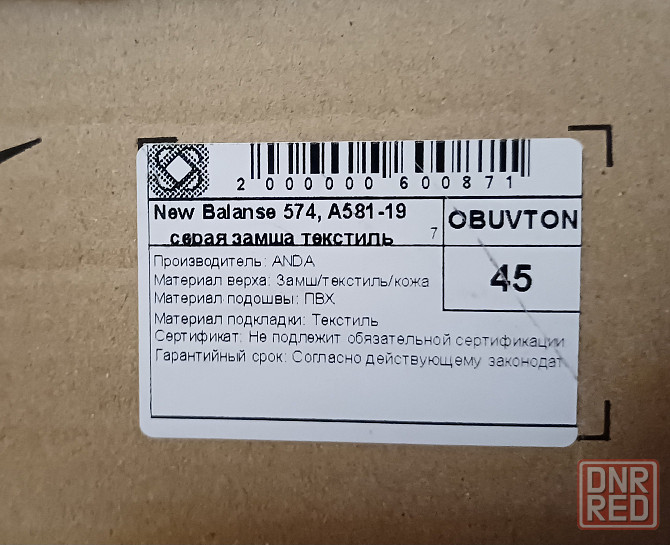 2 000000 600871
New Balanse 574, A581-19
серая замша текстиль
7
OBUVTON
45
Производитель: ANDA
Материал верха: Замш/текстиль/кожа
Материал подошвы: ПВХ
Материал подкладки: Текстиль
Сертификат: Не подлежит обязательной сертификации
Гарантийный срок: Согласно действующему законодат
DNR
RED